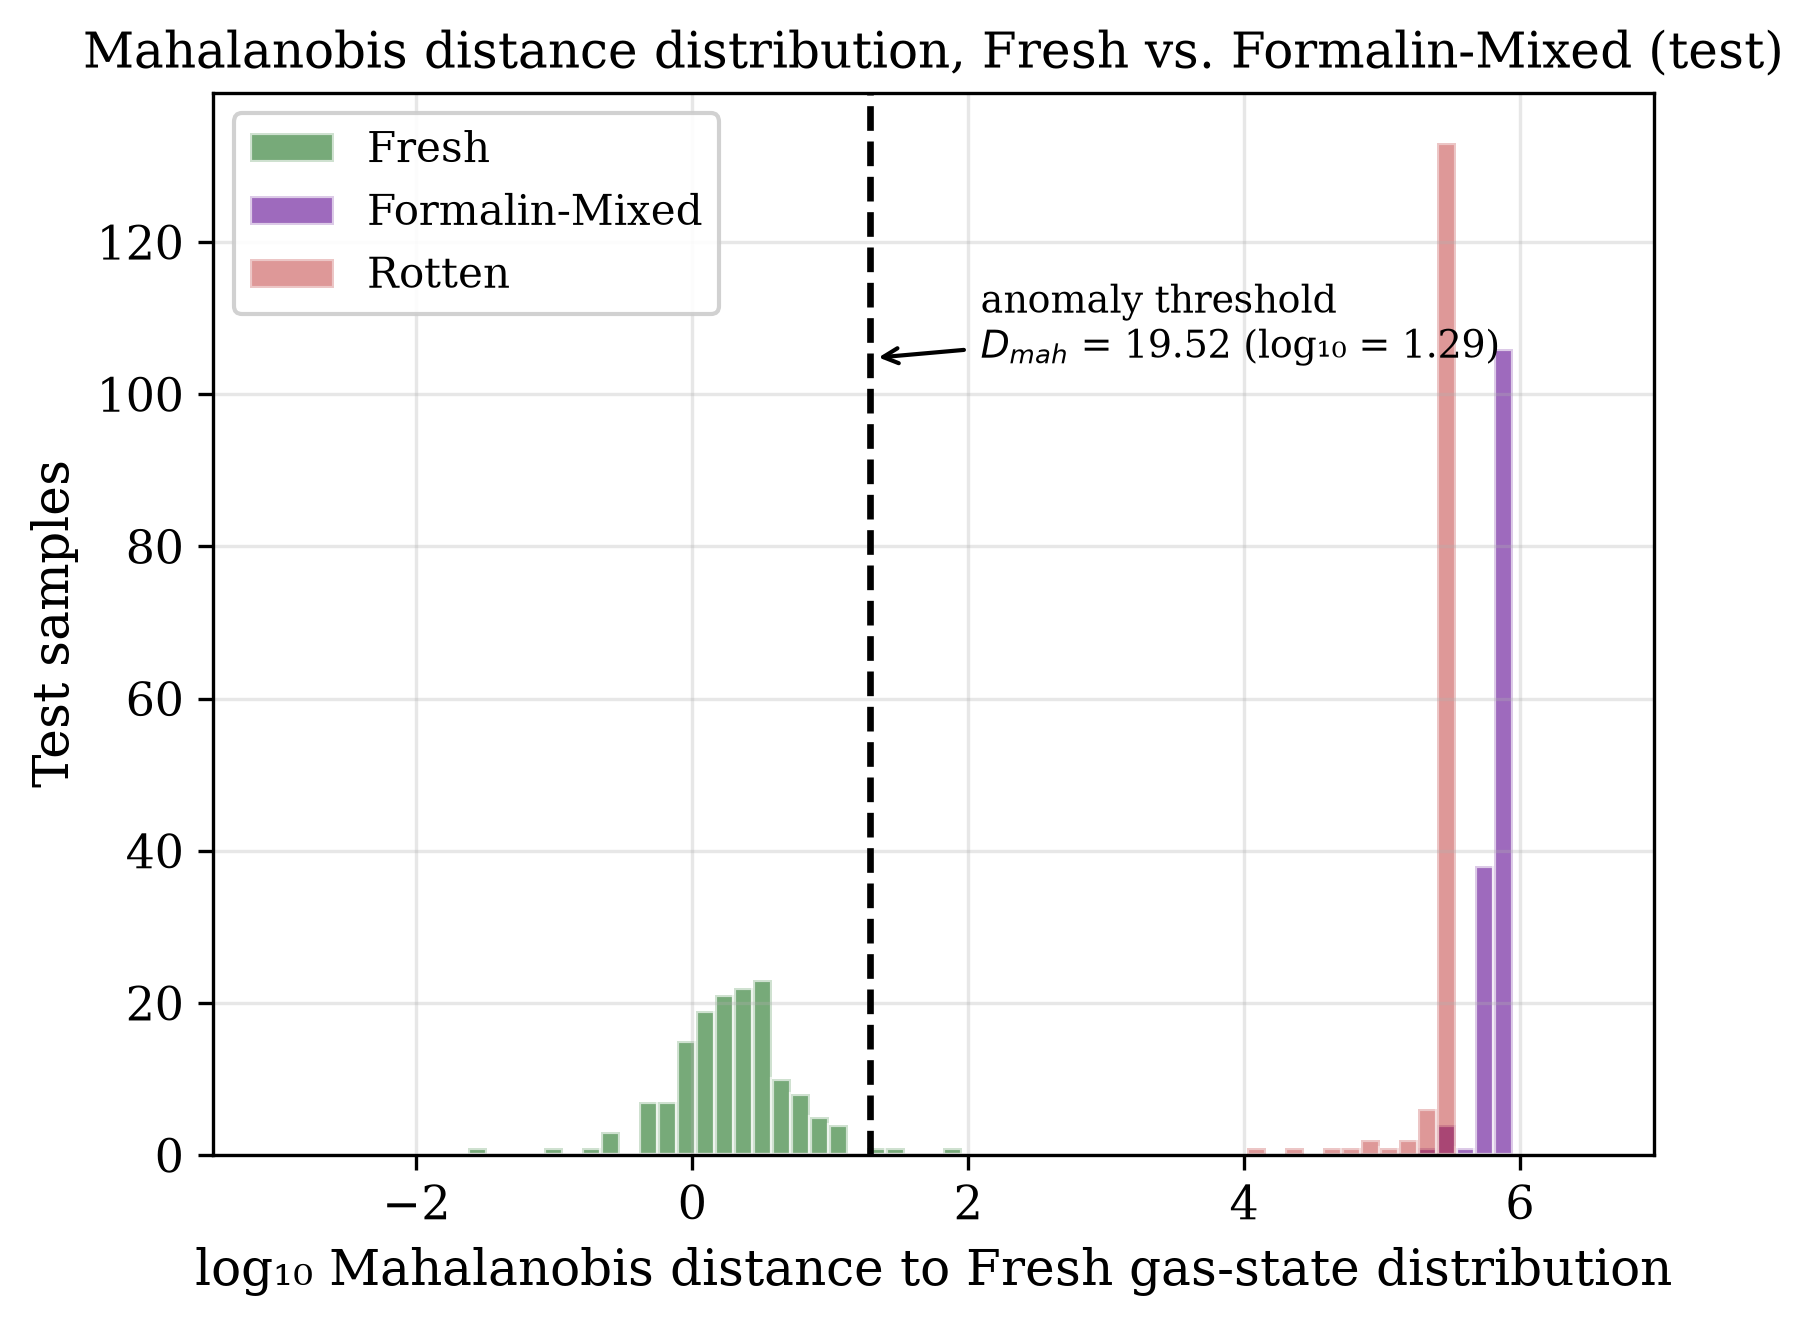 Mahalanobis distance distribution, Fresh vs. Formalin-Mixed (test)
Fresh
Formalin-Mixed
Rotten
anomaly threshold
D_mah = 19.52 (log₁₀ = 1.29)
Test samples
120
100
80
60
40
20
0
−2 0 2 4 6
log₁₀ Mahalanobis distance to Fresh gas-state distribution